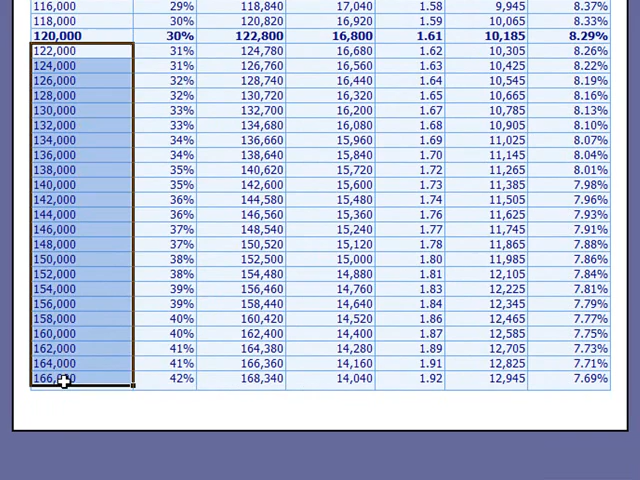 116,000 29% 118,840 17,040 1.58 9,945 8.37%
118,000 30% 120,820 16,920 1.59 10,065 8.33%
120,000 30% 122,800 16,800 1.61 10,185 8.29%
122,000 31% 124,780 16,680 1.62 10,305 8.26%
124,000 31% 126,760 16,560 1.63 10,425 8.22%
126,000 32% 128,740 16,440 1.64 10,545 8.19%
128,000 32% 130,720 16,320 1.65 10,665 8.16%
130,000 33% 132,700 16,200 1.67 10,785 8.13%
132,000 33% 134,680 16,080 1.68 10,905 8.10%
134,000 34% 136,660 15,960 1.69 11,025 8.07%
136,000 34% 138,640 15,840 1.70 11,145 8.04%
138,000 35% 140,620 15,720 1.72 11,265 8.01%
140,000 35% 142,600 15,600 1.73 11,385 7.98%
142,000 36% 144,580 15,480 1.74 11,505 7.96%
144,000 36% 146,560 15,360 1.76 11,625 7.93%
146,000 37% 148,540 15,240 1.77 11,745 7.91%
148,000 37% 150,520 15,120 1.78 11,865 7.88%
150,000 38% 152,500 15,000 1.80 11,985 7.86%
152,000 38% 154,480 14,880 1.81 12,105 7.84%
154,000 39% 156,460 14,760 1.83 12,225 7.81%
156,000 39% 158,440 14,640 1.84 12,345 7.79%
158,000 40% 160,420 14,520 1.86 12,465 7.77%
160,000 40% 162,400 14,400 1.87 12,585 7.75%
162,000 41% 164,380 14,280 1.89 12,705 7.73%
164,000 41% 166,360 14,160 1.91 12,825 7.71%
166,000 42% 168,340 14,040 1.92 12,945 7.69%